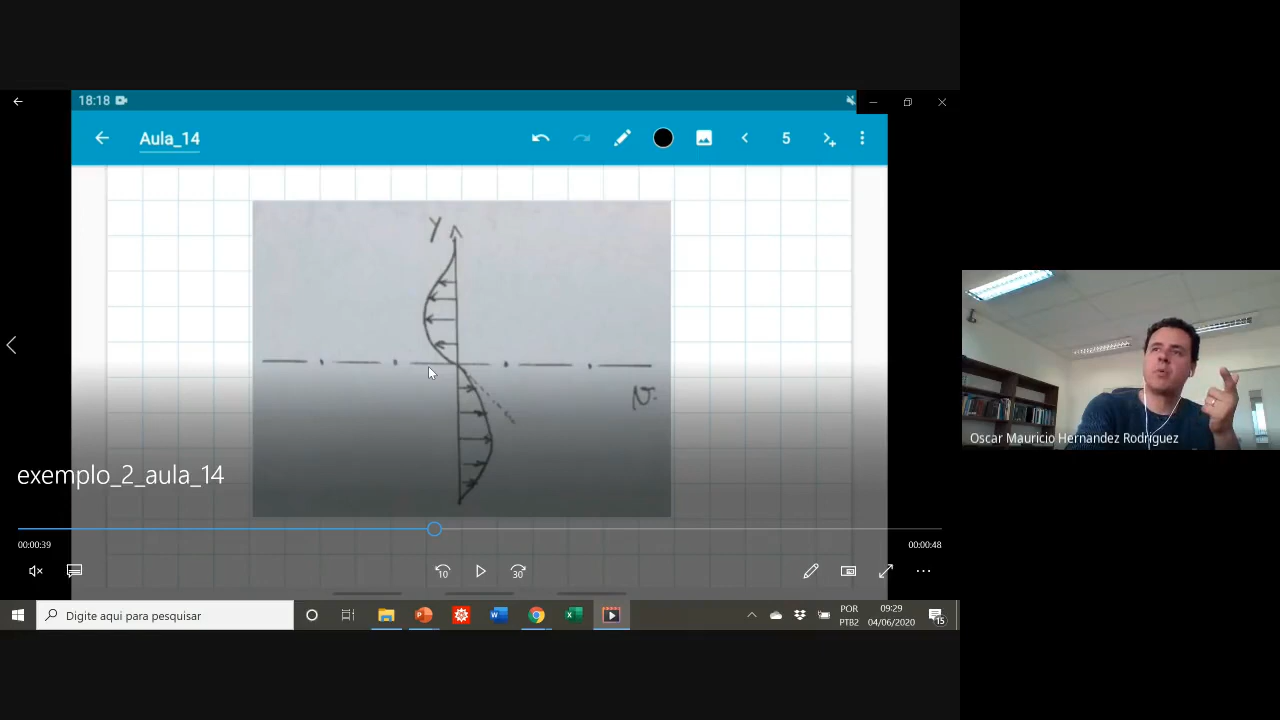 18:18
Aula_14
5
Y
N.
exemplo_2_aula_14
00:00:39
00:00:48
10
30
Digite aqui para pesquisar
POR
PTB2
09:29
04/06/2020
15
Oscar Mauricio Hernandez Rodriguez